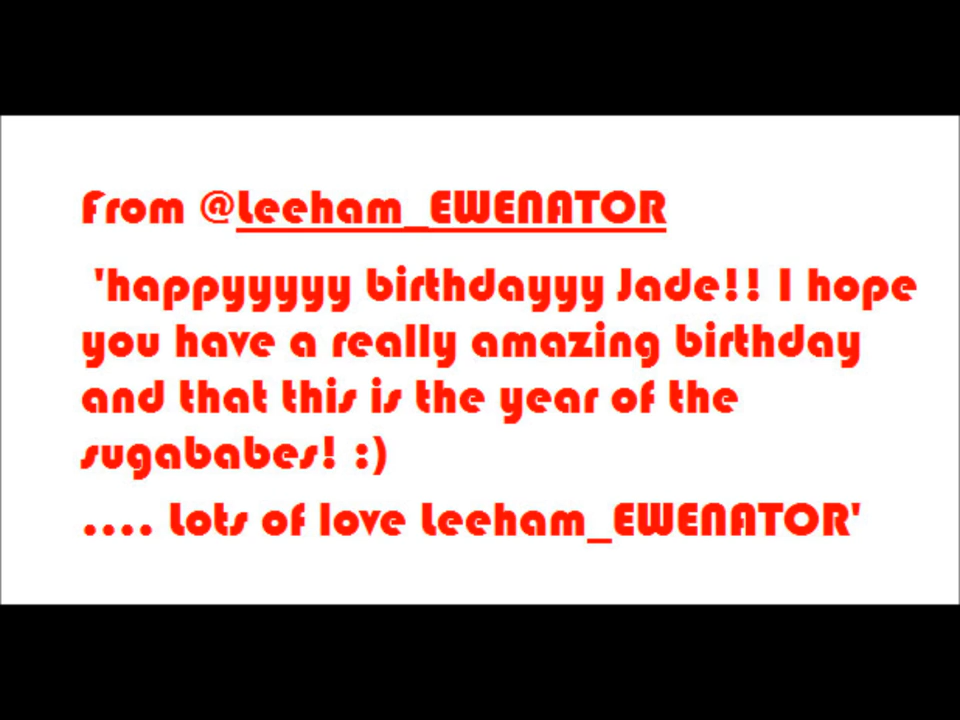 From @Leeham_EWENATOR
'happyyyyy birthdayyy Jade!! I hope
you have a really amazing birthday
and that this is the year of the
sugababes! :)
.... Lots of love Leeham_EWENATOR'